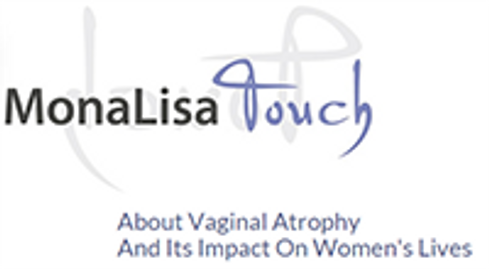 MonaLisa Touch
About Vaginal Atrophy
And Its Impact On Women's Lives